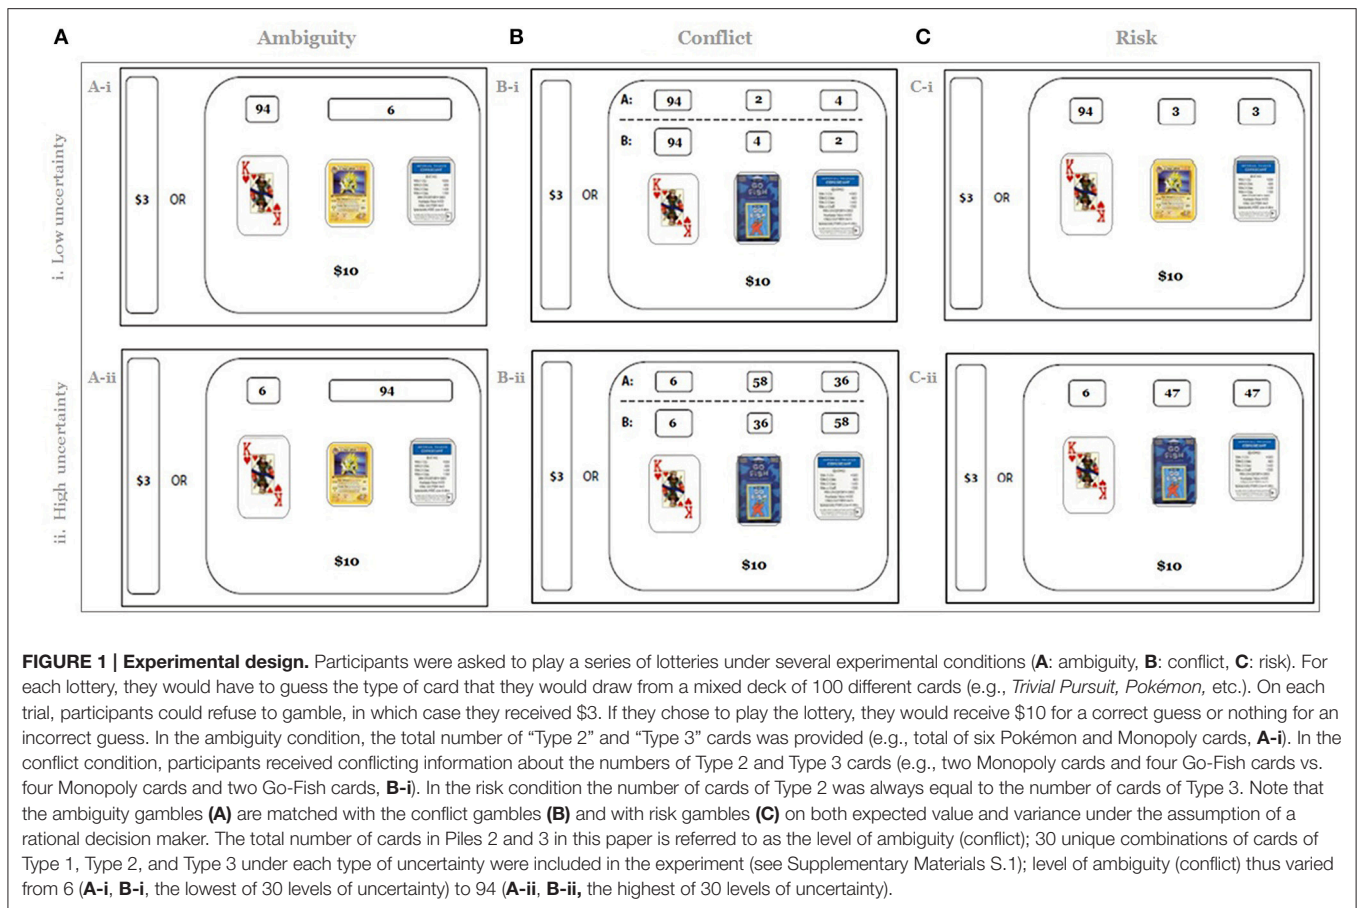 A Ambiguity B Conflict C Risk
i. Low uncertainty
A-i
94 6
$3 OR
K
K
$10
B-i
A: 94 2 4
B: 94 4 2
$3 OR
K
GO FISH
K
$10
C-i
94 3 3
$3 OR
K
K
$10
ii. High uncertainty
A-ii
6 94
$3 OR
K
K
$10
B-ii
A: 6 58 36
B: 6 36 58
$3 OR
K
GO FISH
K
$10
C-ii
6 47 47
$3 OR
K
GO FISH
K
$10
FIGURE 1 | Experimental design. Participants were asked to play a series of lotteries under several experimental conditions (A: ambiguity, B: conflict, C: risk). For
each lottery, they would have to guess the type of card that they would draw from a mixed deck of 100 different cards (e.g., Trivial Pursuit, Pokémon, etc.). On each
trial, participants could refuse to gamble, in which case they received $3. If they chose to play the lottery, they would receive $10 for a correct guess or nothing for an
incorrect guess. In the ambiguity condition, the total number of “Type 2” and “Type 3” cards was provided (e.g., total of six Pokémon and Monopoly cards, A-i). In the
conflict condition, participants received conflicting information about the numbers of Type 2 and Type 3 cards (e.g., two Monopoly cards and four Go-Fish cards vs.
four Monopoly cards and two Go-Fish cards, B-i). In the risk condition the number of cards of Type 2 was always equal to the number of cards of Type 3. Note that
the ambiguity gambles (A) are matched with the conflict gambles (B) and with risk gambles (C) on both expected value and variance under the assumption of a
rational decision maker. The total number of cards in Piles 2 and 3 in this paper is referred to as the level of ambiguity (conflict); 30 unique combinations of cards of
Type 1, Type 2, and Type 3 under each type of uncertainty were included in the experiment (see Supplementary Materials S.1); level of ambiguity (conflict) thus varied
from 6 (A-i, B-i, the lowest of 30 levels of uncertainty) to 94 (A-ii, B-ii, the highest of 30 levels of uncertainty).